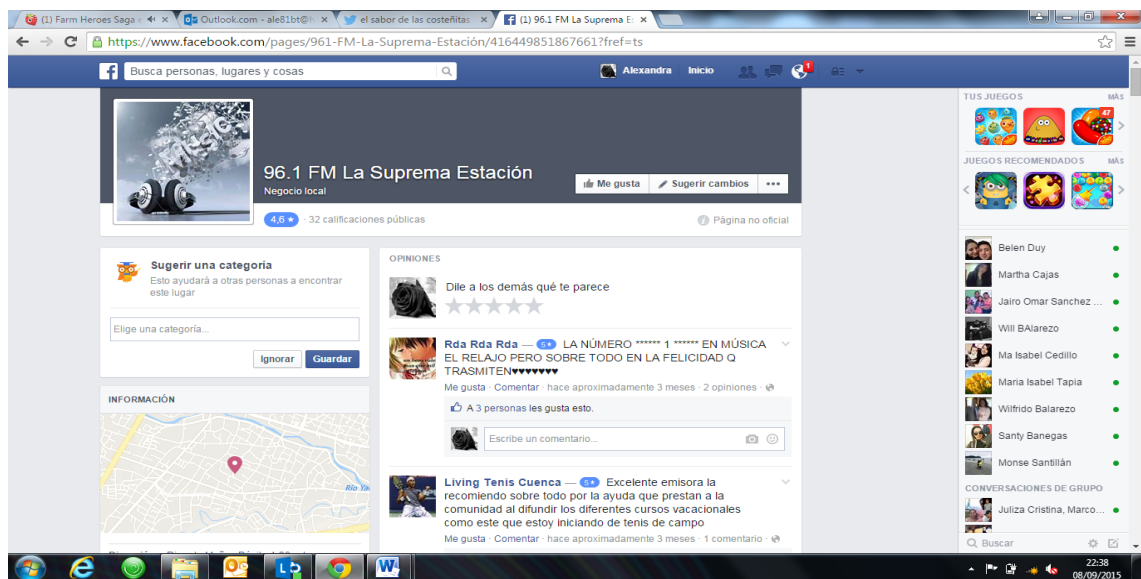 (1) Farm Heroes Saga e
Outlook.com - ale81bt@h
el sabor de las costeñitas
(1) 96.1 FM La Suprema E
https://www.facebook.com/pages/961-FM-La-Suprema-Estación/416449851867661?fref=ts
Busca personas, lugares y cosas
Alexandra Inicio
1
96.1 FM La Suprema Estación
Negocio local
Me gusta
Sugerir cambios
4,6 ★ · 32 calificaciones públicas
Página no oficial
Sugerir una categoría
Esto ayudará a otras personas a encontrar
este lugar
Elige una categoría...
Ignorar Guardar
INFORMACIÓN
OPINIONES
Dile a los demás qué te parece
Rda Rda Rda — 5★ LA NÚMERO ****** 1 ****** EN MÚSICA
EL RELAJO PERO SOBRE TODO EN LA FELICIDAD Q
TRASMITEN♥♥♥♥♥♥♥
Me gusta · Comentar · hace aproximadamente 3 meses · 2 opiniones ·
A 3 personas les gusta esto.
Escribe un comentario...
Living Tenis Cuenca — 5★ Excelente emisora la
recomiendo sobre todo por la ayuda que prestan a la
comunidad al difundir los diferentes cursos vacacionales
como este que estoy iniciando de tenis de campo
Me gusta · Comentar · hace aproximadamente 3 meses · 1 comentario ·
TUS JUEGOS MÁS
47
JUEGOS RECOMENDADOS MÁS
Belen Duy
Martha Cajas
Jairo Omar Sanchez ...
Will BAlarezo
Ma Isabel Cedillo
Maria Isabel Tapia
Wilfrido Balarezo
Santy Banegas
Monse Santillán
CONVERSACIONES DE GRUPO
Juliza Cristina, Marco...
Buscar
22:38
08/09/2015